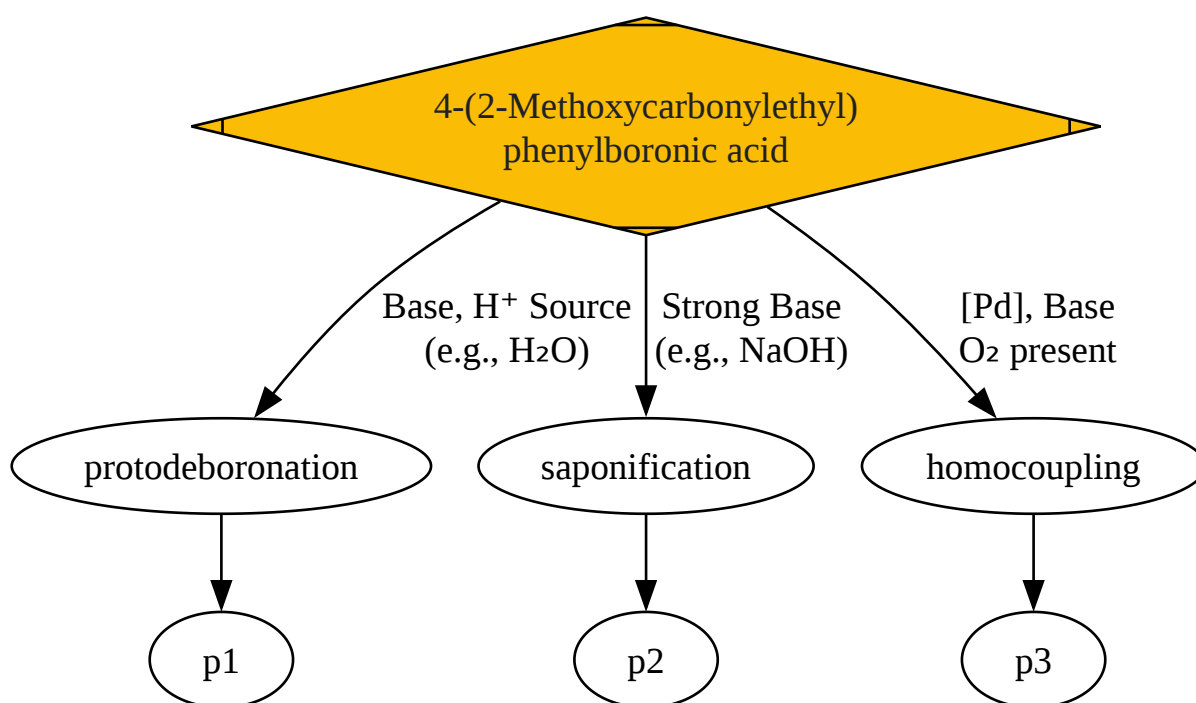 4-(2-Methoxycarbonylethyl)
phenylboronic acid
Base, H⁺ Source
(e.g., H₂O)
Strong Base
(e.g., NaOH)
[Pd], Base
O₂ present
protodeboronation
saponification
homocoupling
p1
p2
p3